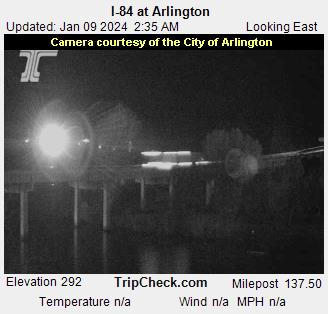 I-84 at Arlington
Updated: Jan 09 2024 2:35 AM Looking East
Camera courtesy of the City of Arlington
Elevation 292 TripCheck.com Milepost 137.50
Temperature n/a Wind n/a MPH n/a